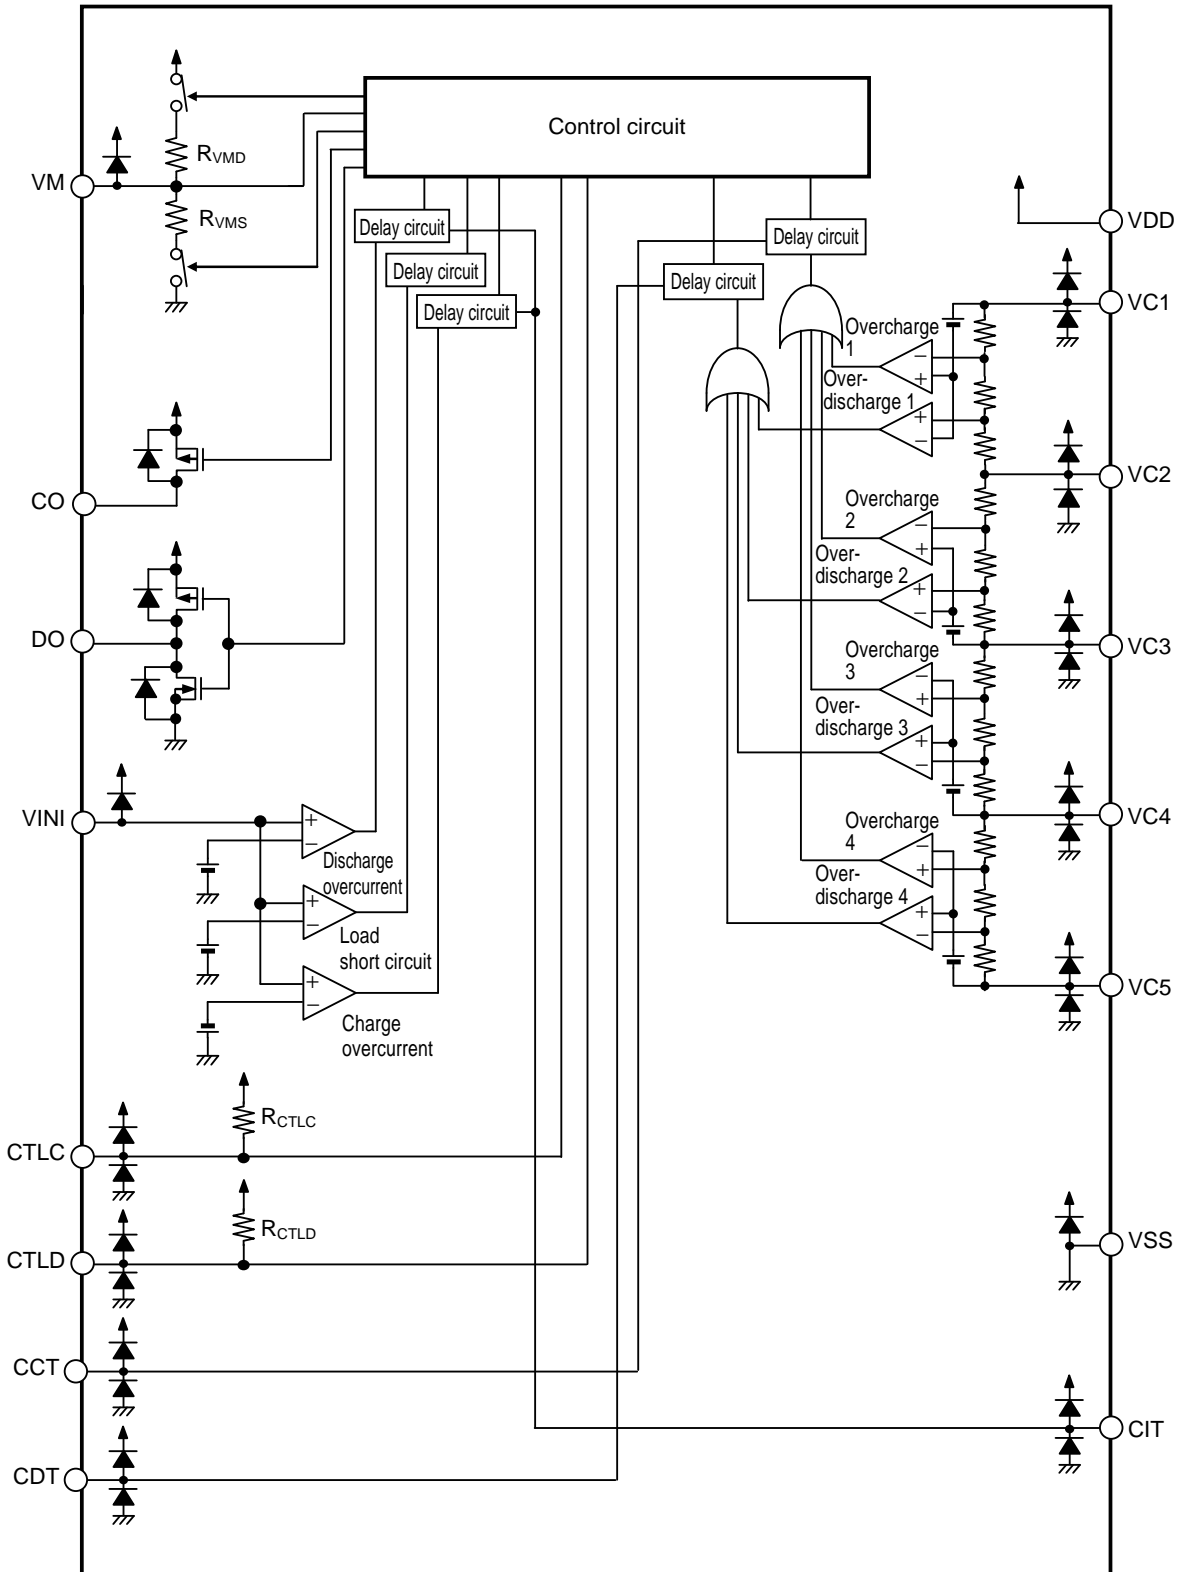 Control circuit
RVMD
VM
RVMS
Delay circuit
Delay circuit
Delay circuit
Delay circuit
Delay circuit
VDD
VC1
Overcharge
1
Over-
discharge 1
−
+
+
−
VC2
CO
Overcharge
2
Over-
discharge 2
−
+
+
−
DO
VC3
Overcharge
3
Over-
discharge 3
−
+
+
−
VINI
+
−
Discharge
overcurrent
VC4
Overcharge
4
Over-
discharge 4
−
+
+
−
+
−
Load
short circuit
VC5
+
−
Charge
overcurrent
RCTLC
CTLC
RCTLD
CTLD
VSS
CCT
CIT
CDT